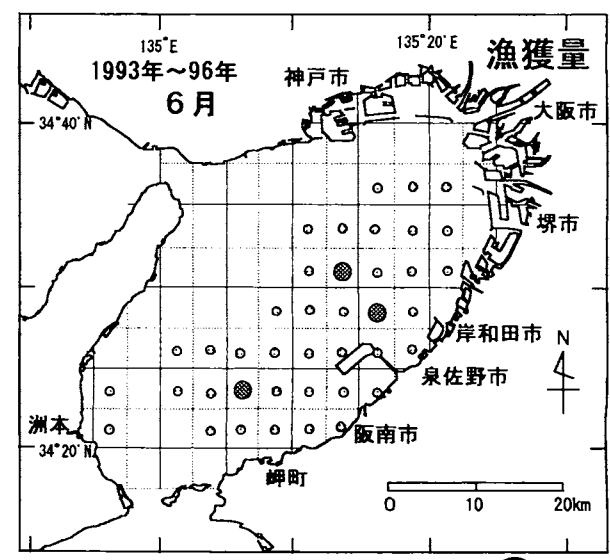 135°E
135°20'E
1993年～96年
6月
漁獲量
神戸市
34°40'N
大阪市
堺市
岸和田市
N
泉佐野市
洲本
阪南市
34°20'N
岬町
0 10 20km